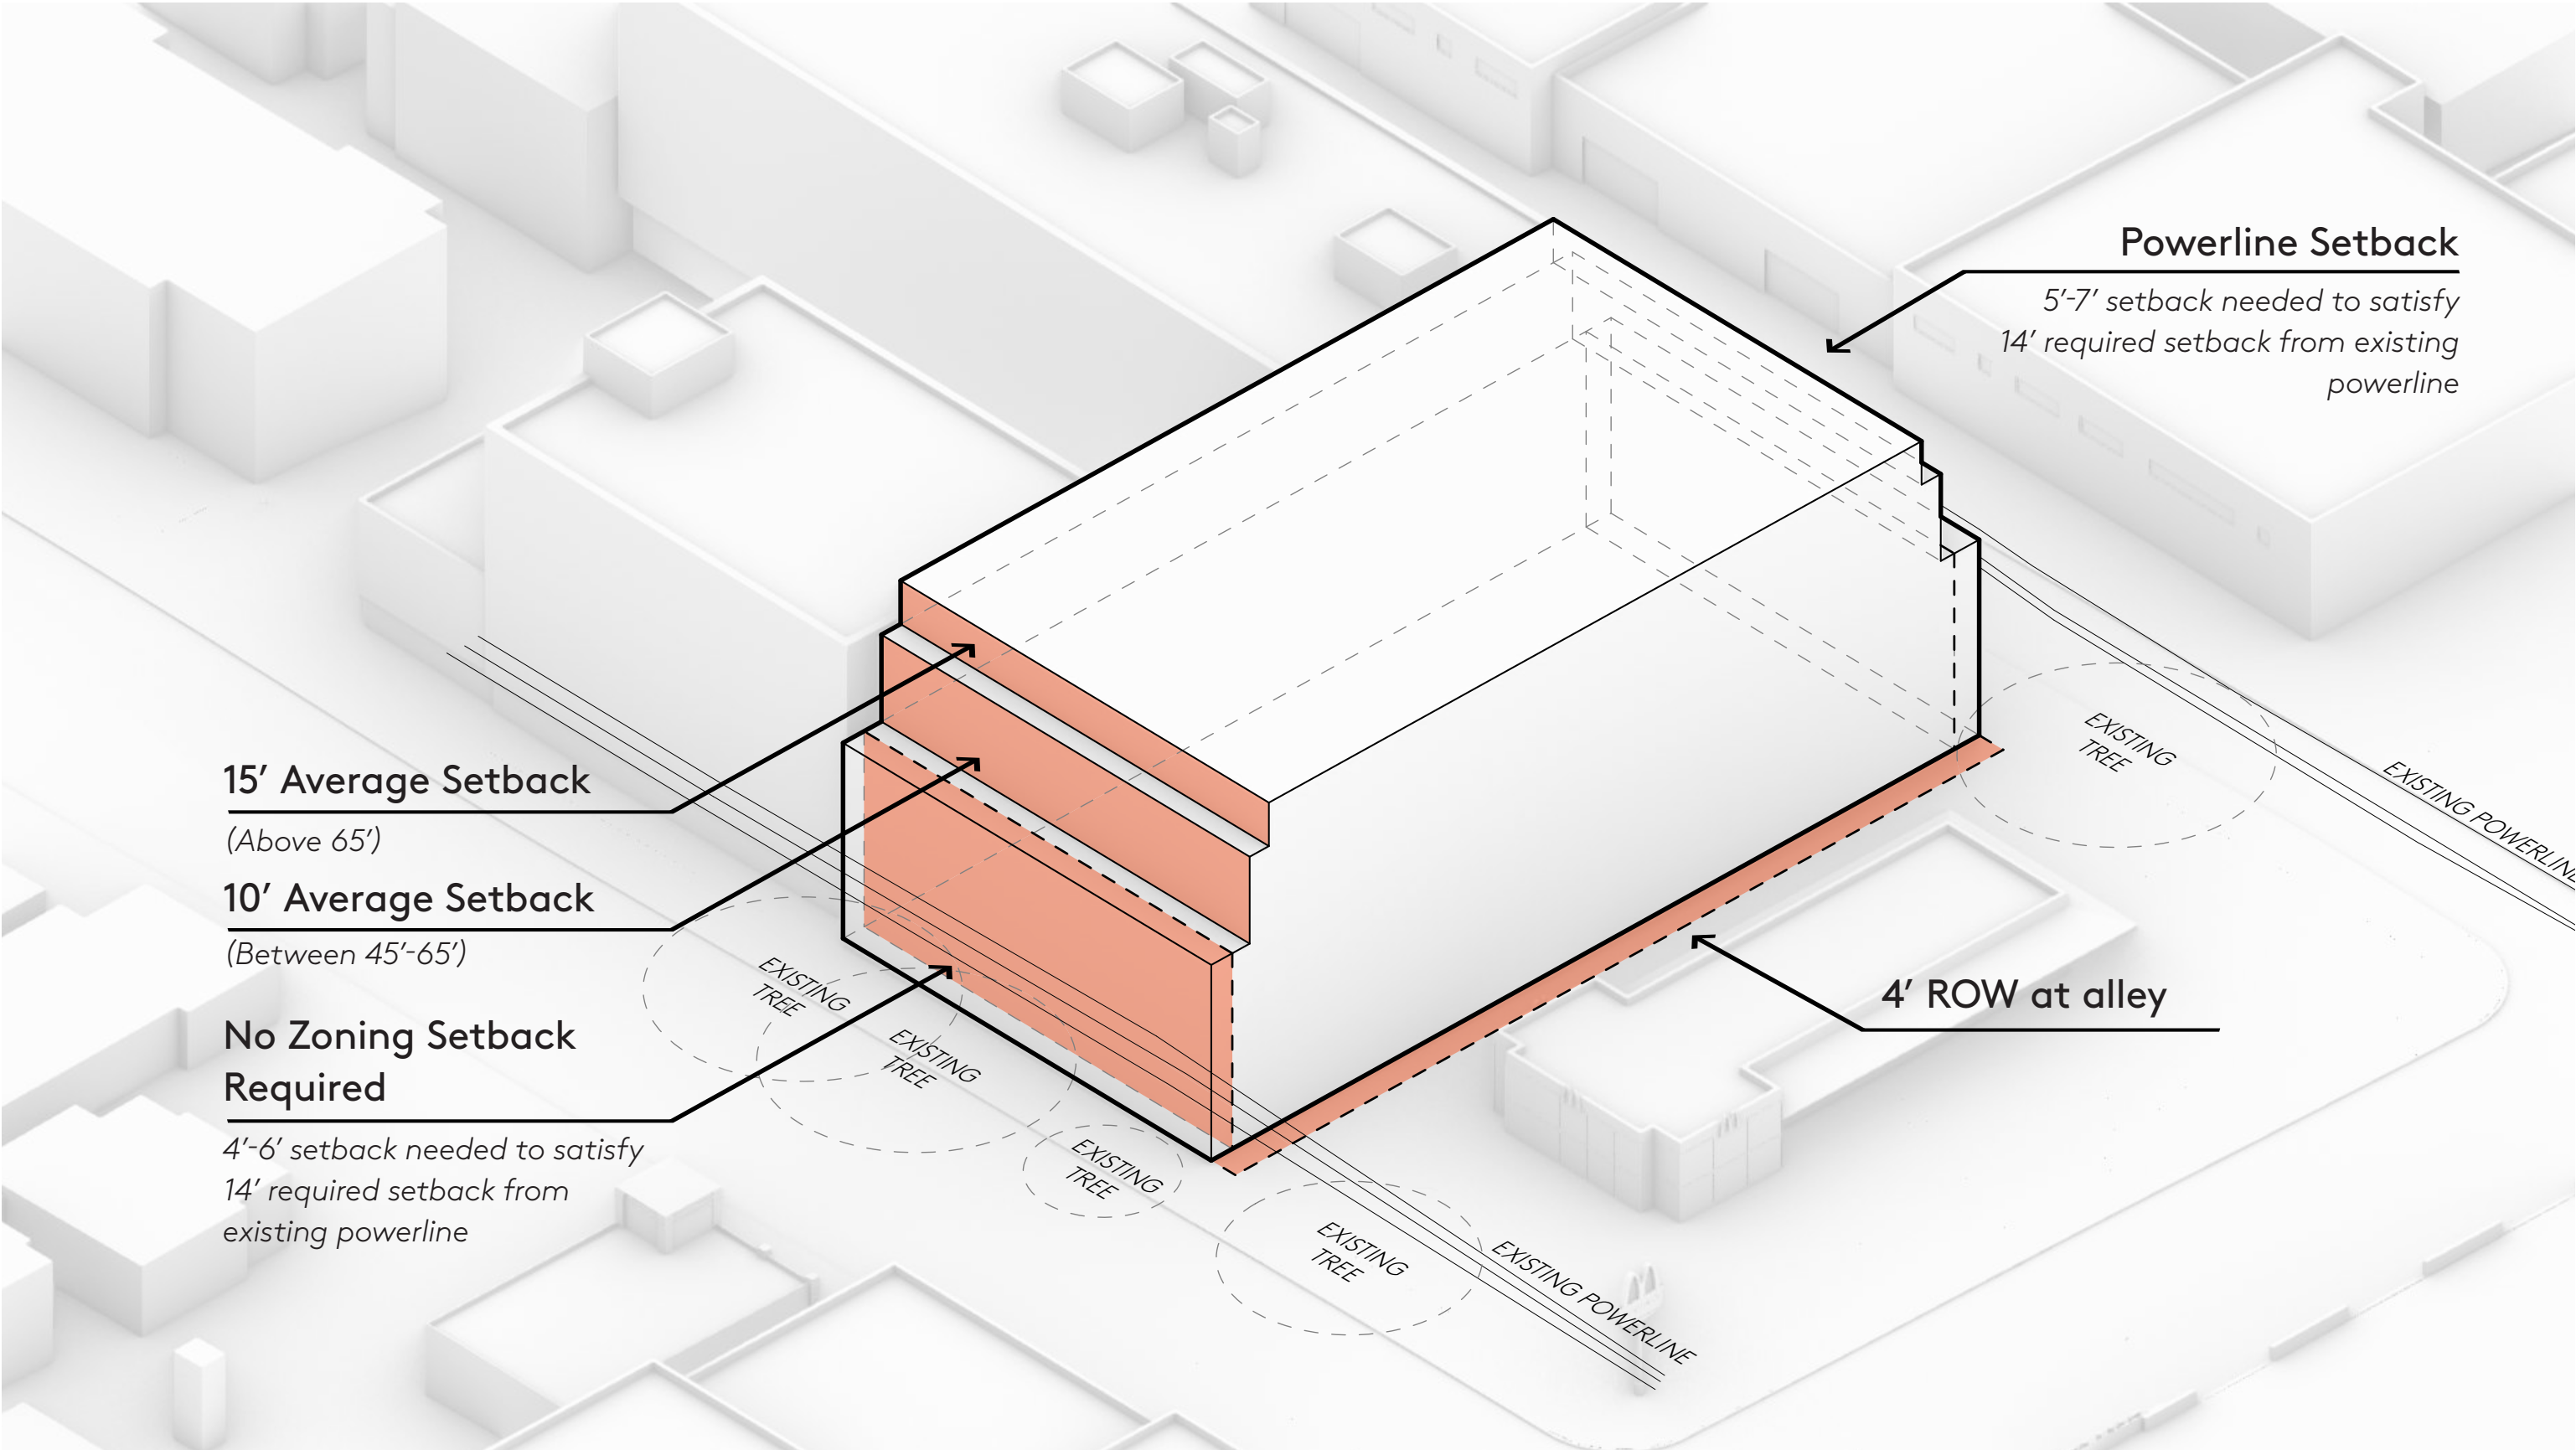 Powerline Setback
5’-7’ setback needed to satisfy
14’ required setback from existing
powerline
15’ Average Setback
(Above 65’)
10’ Average Setback
(Between 45’-65’)
No Zoning Setback
Required
4’-6’ setback needed to satisfy
14’ required setback from
existing powerline
4’ ROW at alley
EXISTING
TREE
EXISTING POWERLINE
EXISTING
TREE
EXISTING
TREE
EXISTING
TREE
EXISTING
TREE
EXISTING POWERLINE